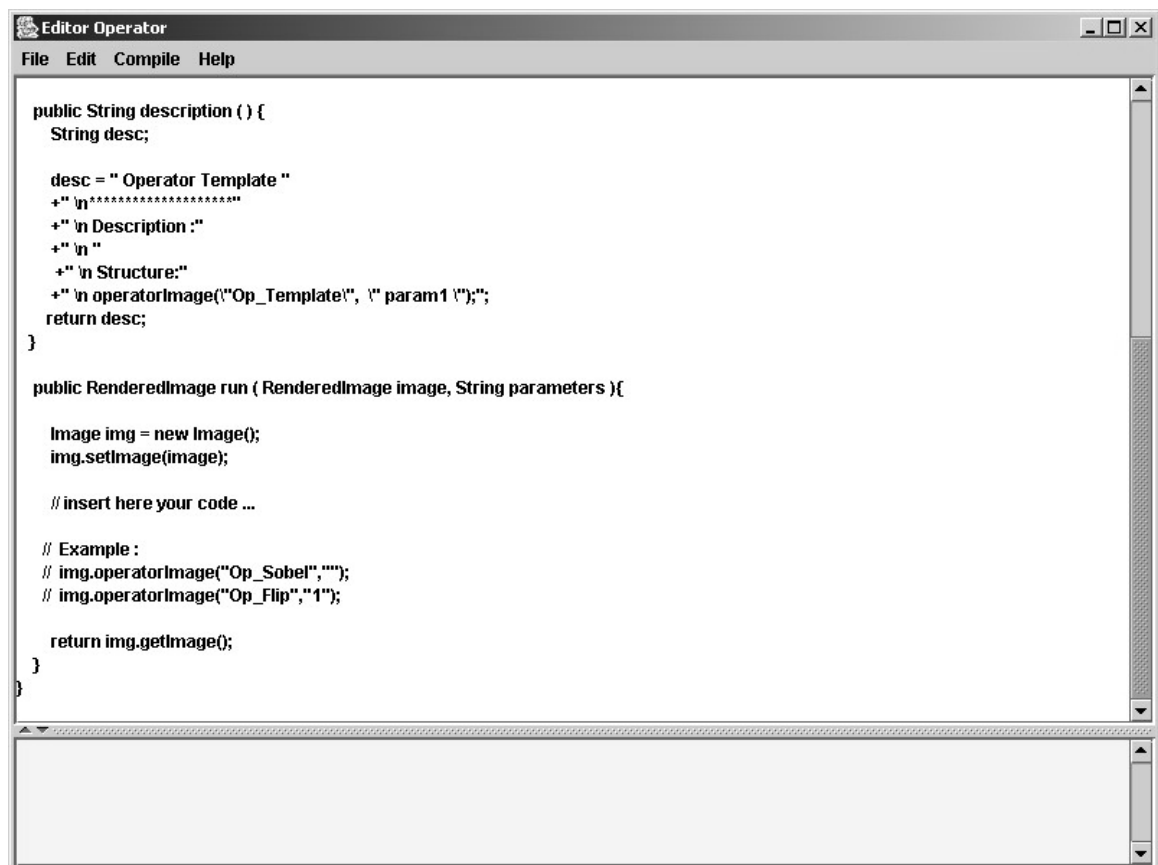 Editor Operator
File Edit Compile Help
public String description ( ) {
String desc;
desc = " Operator Template "
+" \n********************"
+" \n Description :"
+" \n "
+" \n Structure:"
+" \n operatorImage(\"Op_Template\", \" param1 \");";
return desc;
}
public RenderedImage run ( RenderedImage image, String parameters ){
Image img = new Image();
img.setImage(image);
// insert here your code ...
// Example :
// img.operatorImage("Op_Sobel","");
// img.operatorImage("Op_Flip","1");
return img.getImage();
}
}